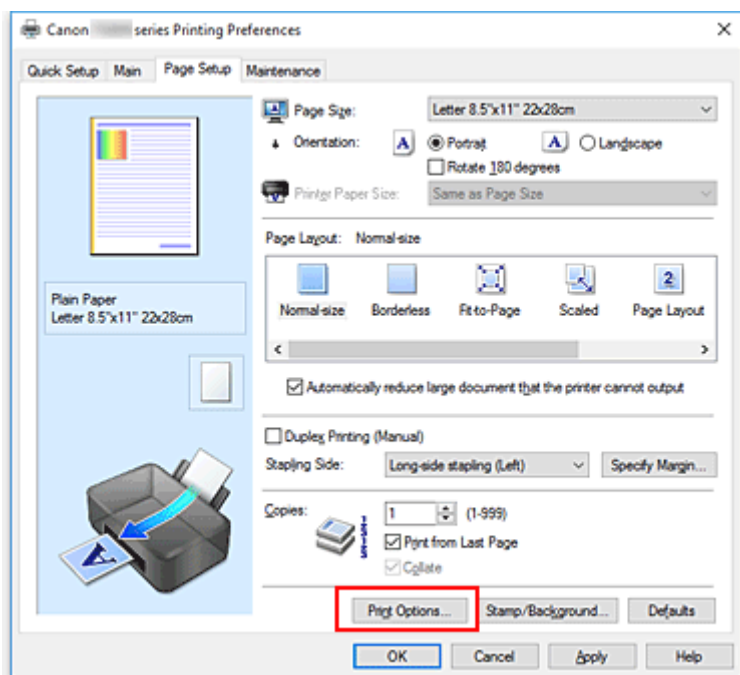 Canon series Printing Preferences
Quick Setup Main Page Setup Maintenance
Page Size: Letter 8.5"x11" 22x28cm
Orientation: A Portrait A Landscape
Rotate 180 degrees
Printer Paper Size: Same as Page Size
Page Layout: Normal-size
2
Normal-size Borderless Fit-to-Page Scaled Page Layout
Plain Paper
Letter 8.5"x11" 22x28cm
Automatically reduce large document that the printer cannot output
Duplex Printing (Manual)
Stapling Side: Long-side stapling (Left) Specify Margin...
Copies: 1 (1-999)
Print from Last Page
Collate
A
Print Options... Stamp/Background... Defaults
OK Cancel Apply Help